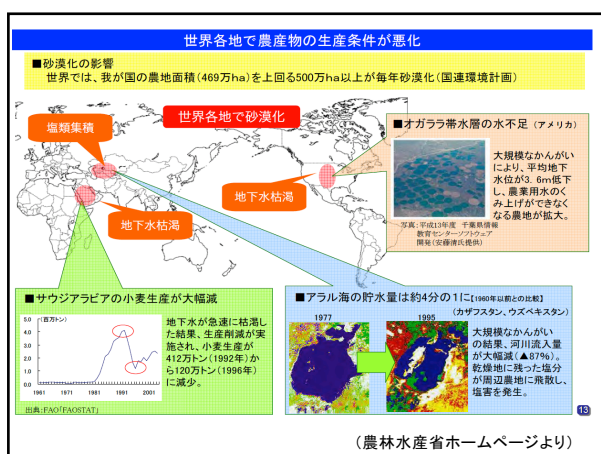 世界各地で農産物の生産条件が悪化
■砂漠化の影響
世界では、我が国の農地面積(469万ha)を上回る500万ha以上が毎年砂漠化(国連環境計画)
世界各地で砂漠化
塩類集積
地下水枯渇
地下水枯渇
■オガララ帯水層の水不足 (アメリカ)
大規模なかんがい
により、平均地下
水位が3.6m低下
し、農業用水のく
み上げができなく
なる農地が拡大。
写真:平成13年度 千葉県情報
教育センターソフトウェア
開発(安藤清氏提供)
■サウジアラビアの小麦生産が大幅減
(百万トン)
5.0
4.0
3.0
2.0
1.0
0.0
1961 1971 1981 1991 2001
地下水が急速に枯渇し
た結果、生産削減が実
施され、小麦生産が
412万トン(1992年)か
ら120万トン(1996年)
に減少。
出典:FAO「FAOSTAT」
■アラル海の貯水量は約4分の1に【1960年以前との比較】
(カザフスタン、ウズベキスタン)
1977
1995
大規模なかんがい
の結果、河川流入量
が大幅減(▲87%)。
乾燥地に残った塩分
が周辺農地に飛散し、
塩害を発生。
13
(農林水産省ホームページより)